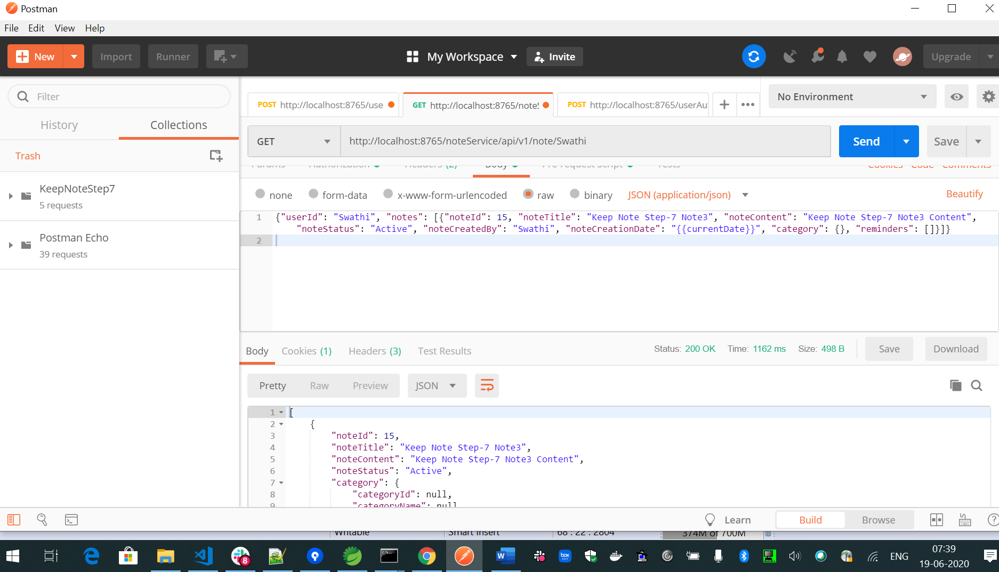 Postman
File Edit View Help
New Import Runner My Workspace Invite Upgrade
Filter
History Collections
Trash
KeepNoteStep7
5 requests
Postman Echo
39 requests
POST http://localhost:8765/use GET http://localhost:8765/note POST http://localhost:8765/userAu
No Environment
GET http://localhost:8765/noteService/api/v1/note/Swathi Send Save
Params Authorization Headers (2) Body Pre-request Script Tests Cookies Code Comments
none form-data x-www-form-urlencoded raw binary JSON (application/json) Beautify
1 {"userId": "Swathi", "notes": [{"noteId": 15, "noteTitle": "Keep Note Step-7 Note3", "noteContent": "Keep Note Step-7 Note3 Content",
"noteStatus": "Active", "noteCreatedBy": "Swathi", "noteCreationDate": "{{currentDate}}", "category": {}, "reminders": []}]}
2
Body Cookies (1) Headers (3) Test Results Status: 200 OK Time: 1162 ms Size: 498 B Save Download
Pretty Raw Preview JSON
1 [
2 {
3 "noteId": 15,
4 "noteTitle": "Keep Note Step-7 Note3",
5 "noteContent": "Keep Note Step-7 Note3 Content",
6 "noteStatus": "Active",
7 "category": {
8 "categoryId": null,
9 "categoryName": null
Learn Build Browse
Writable Smart Insert 68 : 22 : 2804 374M of 700M
8 W box ENG 07:39
19-06-2020